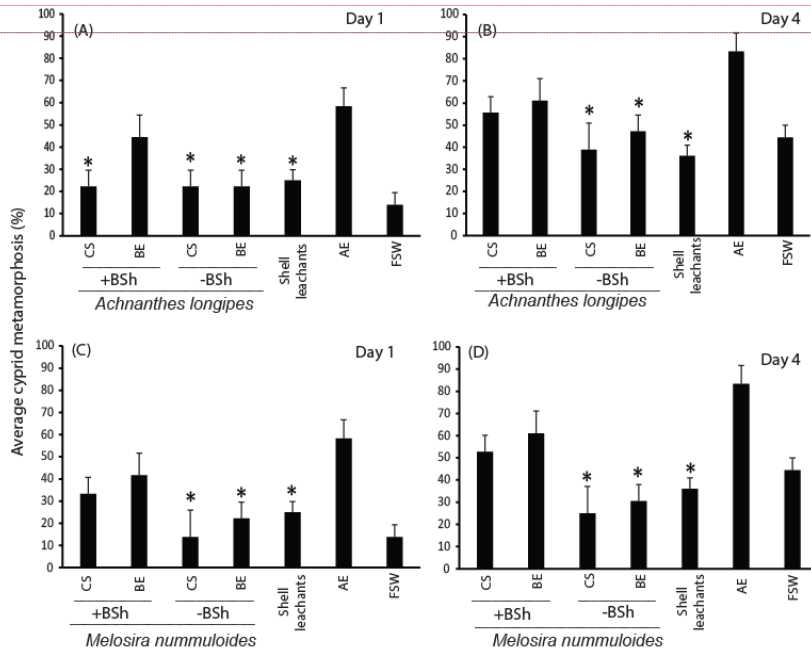 Average cyprid metamorphosis (%)
(A)
Day 1
100
90
80
70
60
50
40
30
20
10
0
*
*
*
*
CS
BE
CS
BE
Shell
leachants
AE
FSW
+BSh
-BSh
Achnanthes longipes
(B)
Day 4
100
90
80
70
60
50
40
30
20
10
0
*
*
*
CS
BE
CS
BE
Shell
leachants
AE
FSW
+BSh
-BSh
Achnanthes longipes
(C)
Day 1
100
90
80
70
60
50
40
30
20
10
0
*
*
*
CS
BE
CS
BE
Shell
leachants
AE
FSW
+BSh
-BSh
Melosira nummuloides
(D)
Day 4
100
90
80
70
60
50
40
30
20
10
0
*
*
*
CS
BE
CS
BE
Shell
leachants
AE
FSW
+BSh
-BSh
Melosira nummuloides